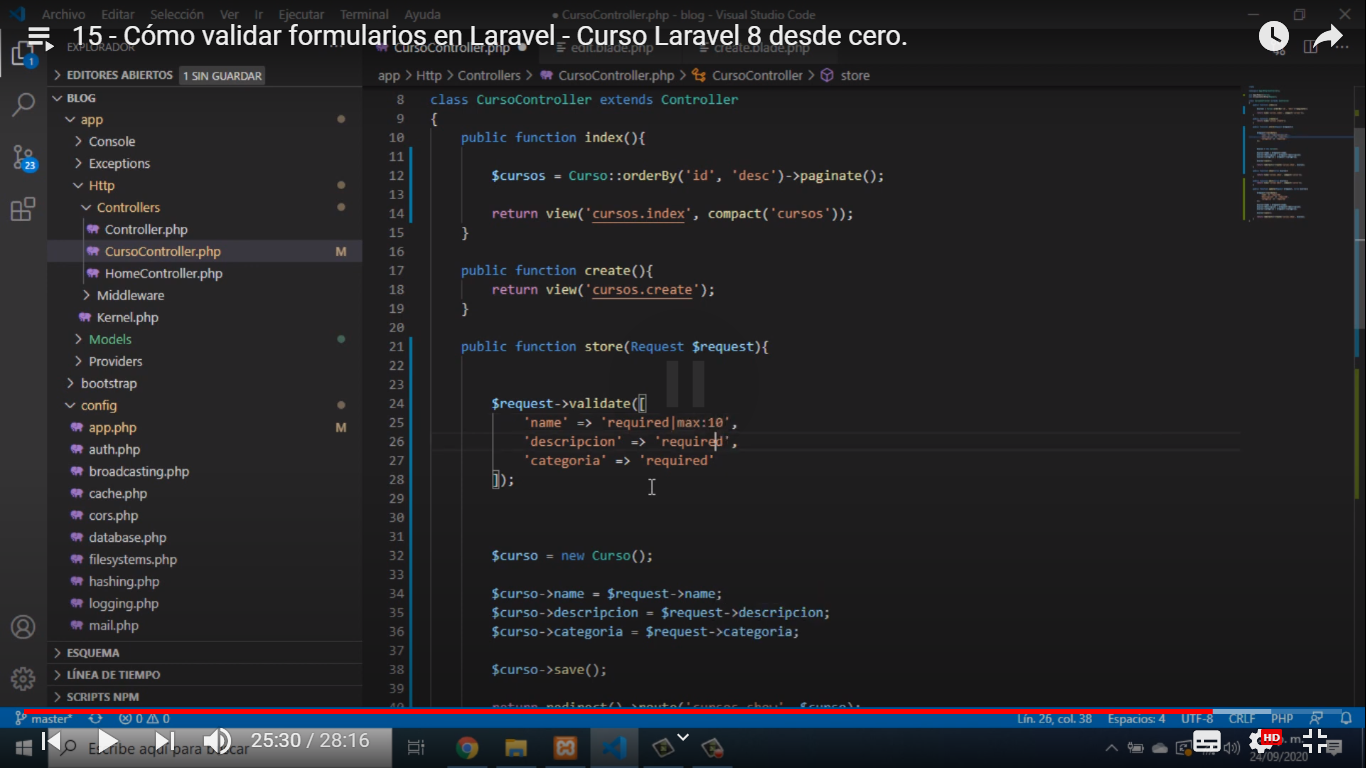 Archivo Editar Selección Ver Ir Ejecutar Terminal Ayuda
● CursoController.php - blog - Visual Studio Code
15 - Cómo validar formularios en Laravel - Curso Laravel 8 desde cero.
EXPLORADOR
CursoController.php ● edit.blade.php create.blade.php
EDITORES ABIERTOS 1 SIN GUARDAR
app > Http > Controllers > CursoController.php > CursoController > store
BLOG
app
Console
Exceptions
Http
Controllers
Controller.php
CursoController.php M
HomeController.php
Middleware
Kernel.php
Models
Providers
bootstrap
config
app.php M
auth.php
broadcasting.php
cache.php
cors.php
database.php
filesystems.php
hashing.php
logging.php
mail.php
ESQUEMA
LÍNEA DE TIEMPO
SCRIPTS NPM
1
23
8 class CursoController extends Controller
9 {
10 public function index(){
11
12 $cursos = Curso::orderBy('id', 'desc')->paginate();
13
14 return view('cursos.index', compact('cursos'));
15 }
16
17 public function create(){
18 return view('cursos.create');
19 }
20
21 public function store(Request $request){
22
23
24 $request->validate([
25 'name' => 'required|max:10',
26 'descripcion' => 'required',
27 'categoria' => 'required'
28 ]);
29
30
31
32 $curso = new Curso();
33
34 $curso->name = $request->name;
35 $curso->descripcion = $request->descripcion;
36 $curso->categoria = $request->categoria;
37
38 $curso->save();
39
40 return redirect()->route('cursos.show', $curso);
master* 0 0 Lín. 26, col. 38 Espacios: 4 UTF-8 CRLF PHP
Escribe aquí para buscar
25:30 / 28:16
HD
24/09/2020